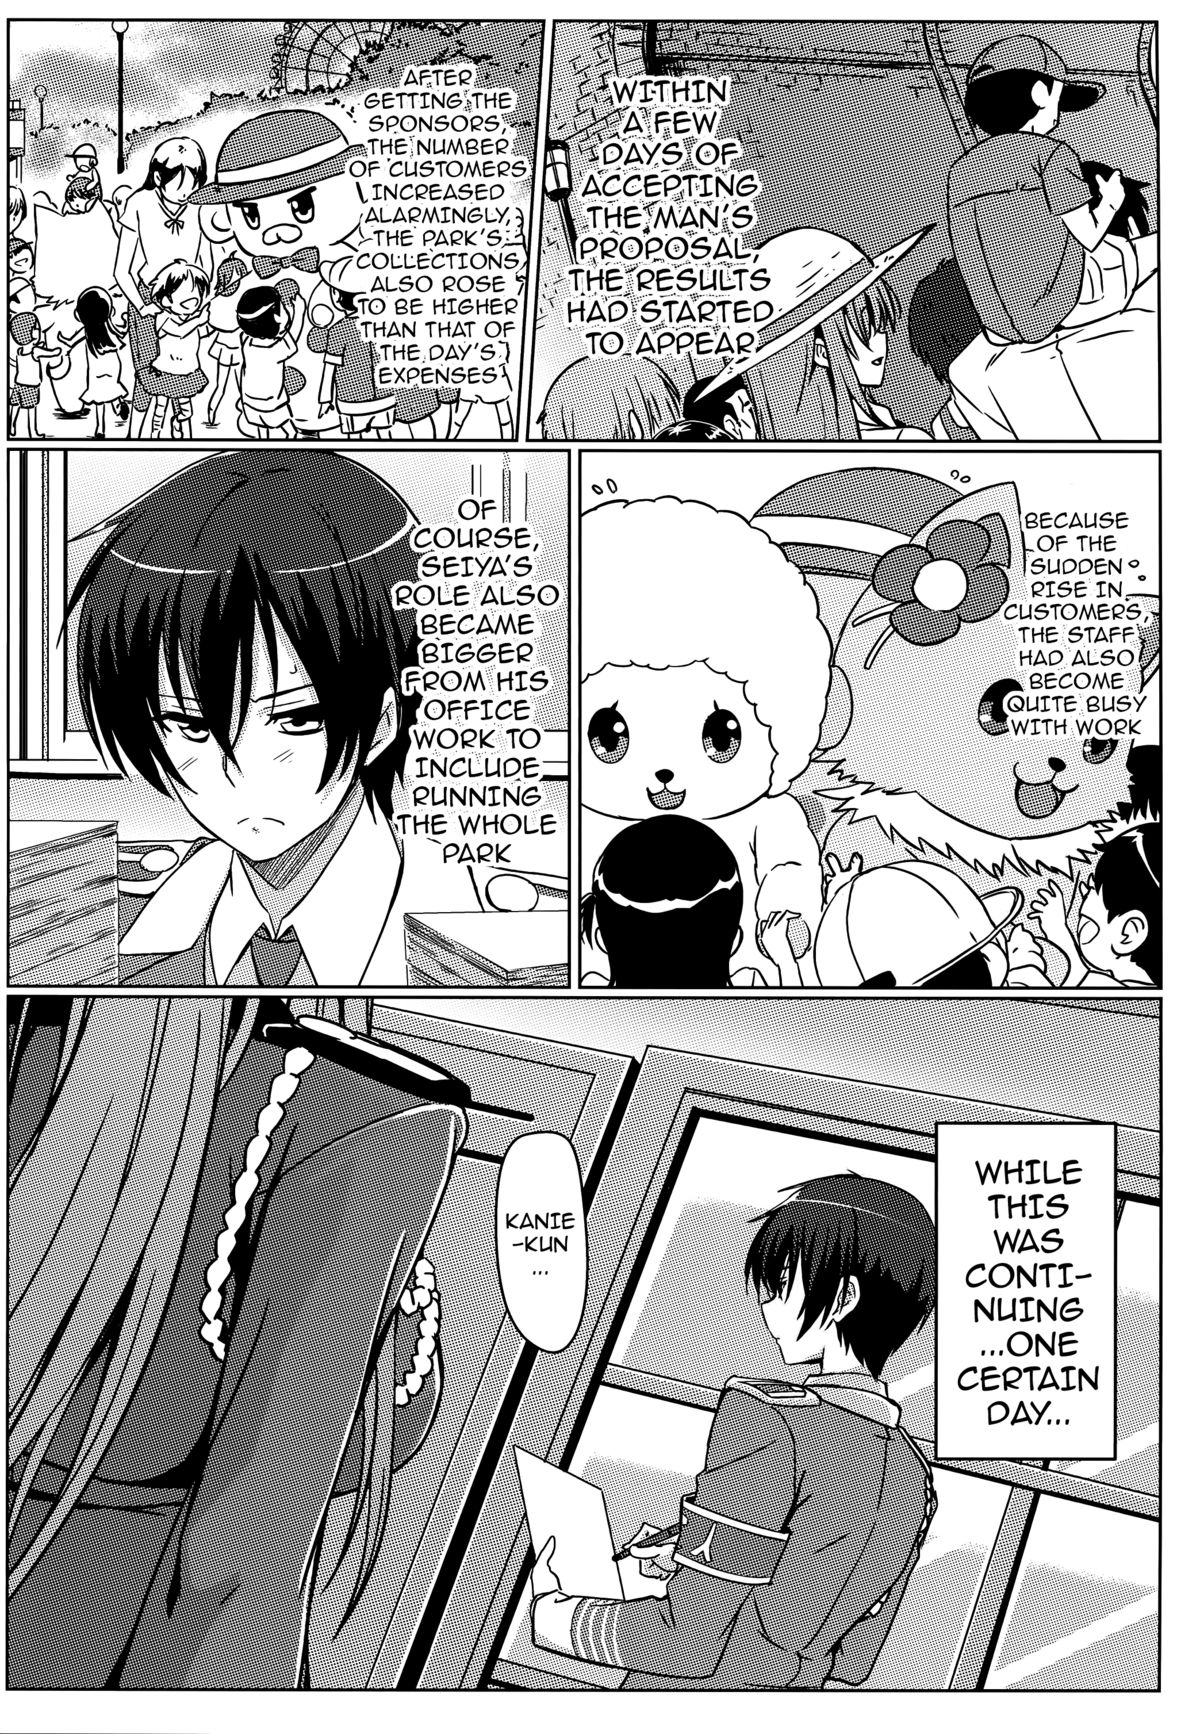 WITHIN
A FEW
DAYS OF
ACCEPTING
THE MAN'S
PROPOSAL,
THE RESULTS
HAD STARTED
TO APPEAR
AFTER
GETTING THE
SPONSORS,
THE NUMBER
OF CUSTOMERS
INCREASED
ALARMINGLY,
THE PARK'S
COLLECTIONS
ALSO ROSE
TO BE HIGHER
THAN THAT OF
THE DAY'S
EXPENSES
BECAUSE
OF THE
SUDDEN
RISE IN
CUSTOMERS,
THE STAFF
HAD ALSO
BECOME
QUITE BUSY
WITH WORK
OF
COURSE,
SEIYA'S
ROLE ALSO
BECAME
BIGGER
FROM HIS
OFFICE
WORK TO
INCLUDE
RUNNING
THE WHOLE
PARK
WHILE
THIS
WAS
CONTI-
NUING
...ONE
CERTAIN
DAY...
KANIE
-KUN
...